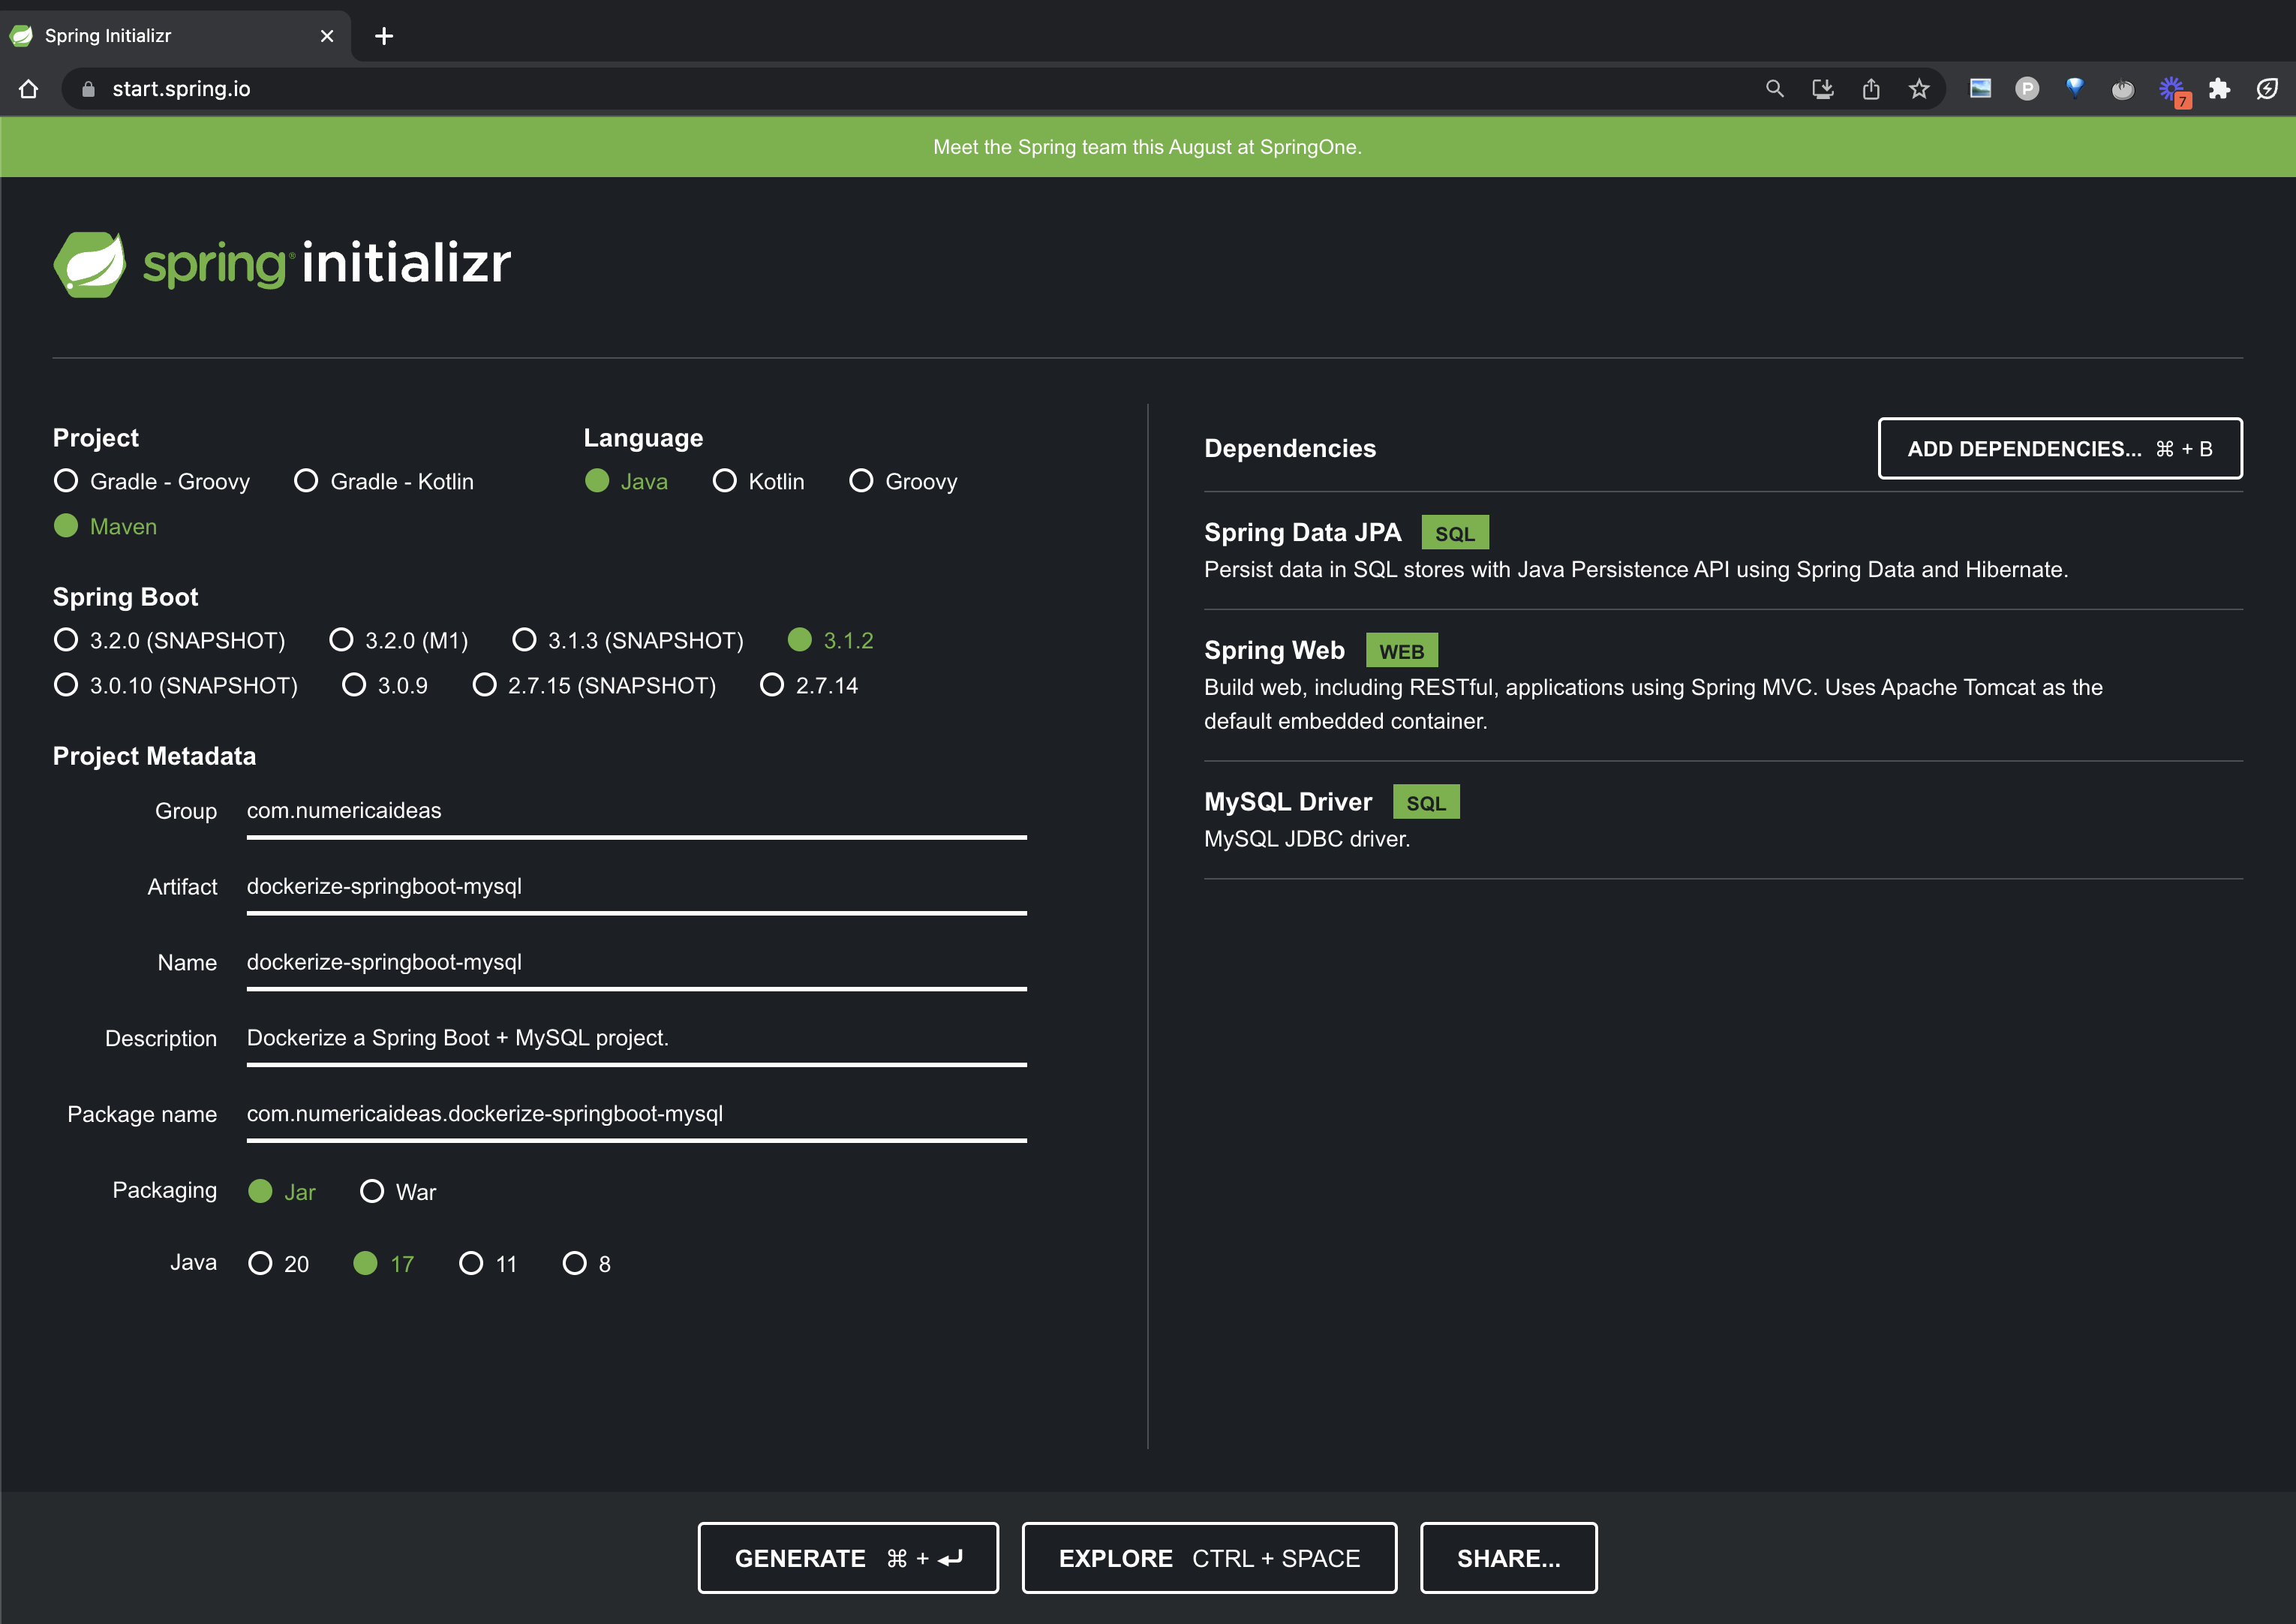 Spring Initializr
start.spring.io
P
7
Meet the Spring team this August at SpringOne.
spring® initializr
Project
Gradle - Groovy Gradle - Kotlin
Maven
Language
Java Kotlin Groovy
Spring Boot
3.2.0 (SNAPSHOT) 3.2.0 (M1) 3.1.3 (SNAPSHOT) 3.1.2
3.0.10 (SNAPSHOT) 3.0.9 2.7.15 (SNAPSHOT) 2.7.14
Project Metadata
Group com.numericaideas
Artifact dockerize-springboot-mysql
Name dockerize-springboot-mysql
Description Dockerize a Spring Boot + MySQL project.
Package name com.numericaideas.dockerize-springboot-mysql
Packaging Jar War
Java 20 17 11 8
Dependencies
ADD DEPENDENCIES... ⌘ + B
Spring Data JPA SQL
Persist data in SQL stores with Java Persistence API using Spring Data and Hibernate.
Spring Web WEB
Build web, including RESTful, applications using Spring MVC. Uses Apache Tomcat as the
default embedded container.
MySQL Driver SQL
MySQL JDBC driver.
GENERATE ⌘ + ⏎
EXPLORE CTRL + SPACE
SHARE...